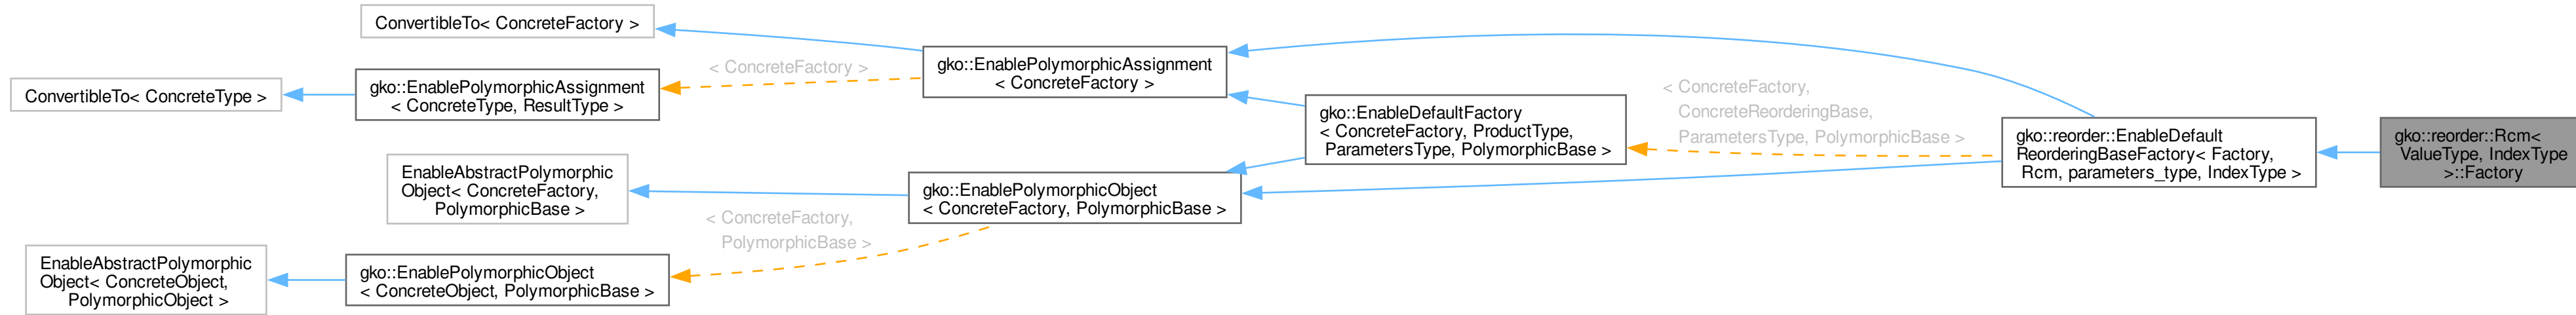 ConvertibleTo< ConcreteFactory >
ConvertibleTo< ConcreteType >
gko::EnablePolymorphicAssignment
< ConcreteType, ResultType >
< ConcreteFactory >
gko::EnablePolymorphicAssignment
< ConcreteFactory >
EnableAbstractPolymorphic
Object< ConcreteFactory,
PolymorphicBase >
EnableAbstractPolymorphic
Object< ConcreteObject,
PolymorphicObject >
gko::EnablePolymorphicObject
< ConcreteObject, PolymorphicBase >
< ConcreteFactory,
PolymorphicBase >
gko::EnablePolymorphicObject
< ConcreteFactory, PolymorphicBase >
gko::EnableDefaultFactory
< ConcreteFactory, ProductType,
ParametersType, PolymorphicBase >
< ConcreteFactory,
ConcreteReorderingBase,
ParametersType, PolymorphicBase >
gko::reorder::EnableDefault
ReorderingBaseFactory< Factory,
Rcm, parameters_type, IndexType >
gko::reorder::Rcm<
ValueType, IndexType
>::Factory